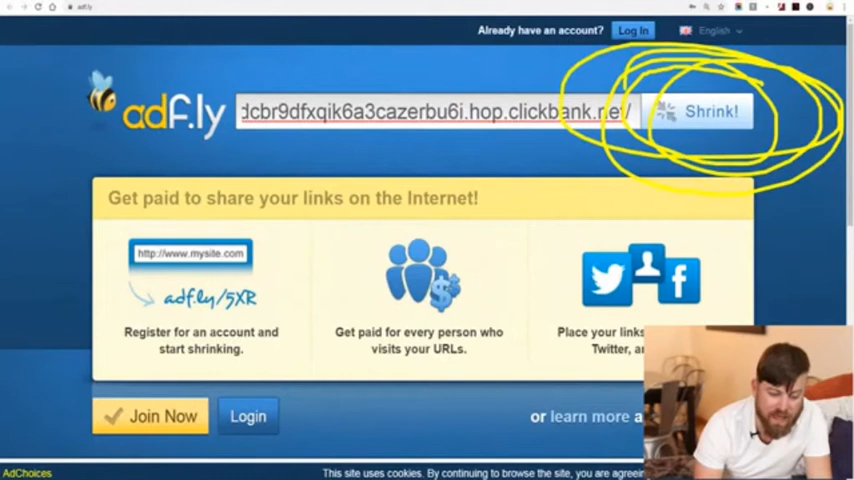 adf.ly
Already have an account?
Log In
English
adf.ly
dcbr9dfxqik6a3cazerbu6i.hop.clickbank.net/
Shrink!
Get paid to share your links on the Internet!
http://www.mysite.com
adf.ly/5XR
Register for an account and
start shrinking.
Get paid for every person who
visits your URLs.
Place your links
Twitter, a
Join Now
Login
or learn more a
AdChoices
This site uses cookies. By continuing to browse the site, you are agreein